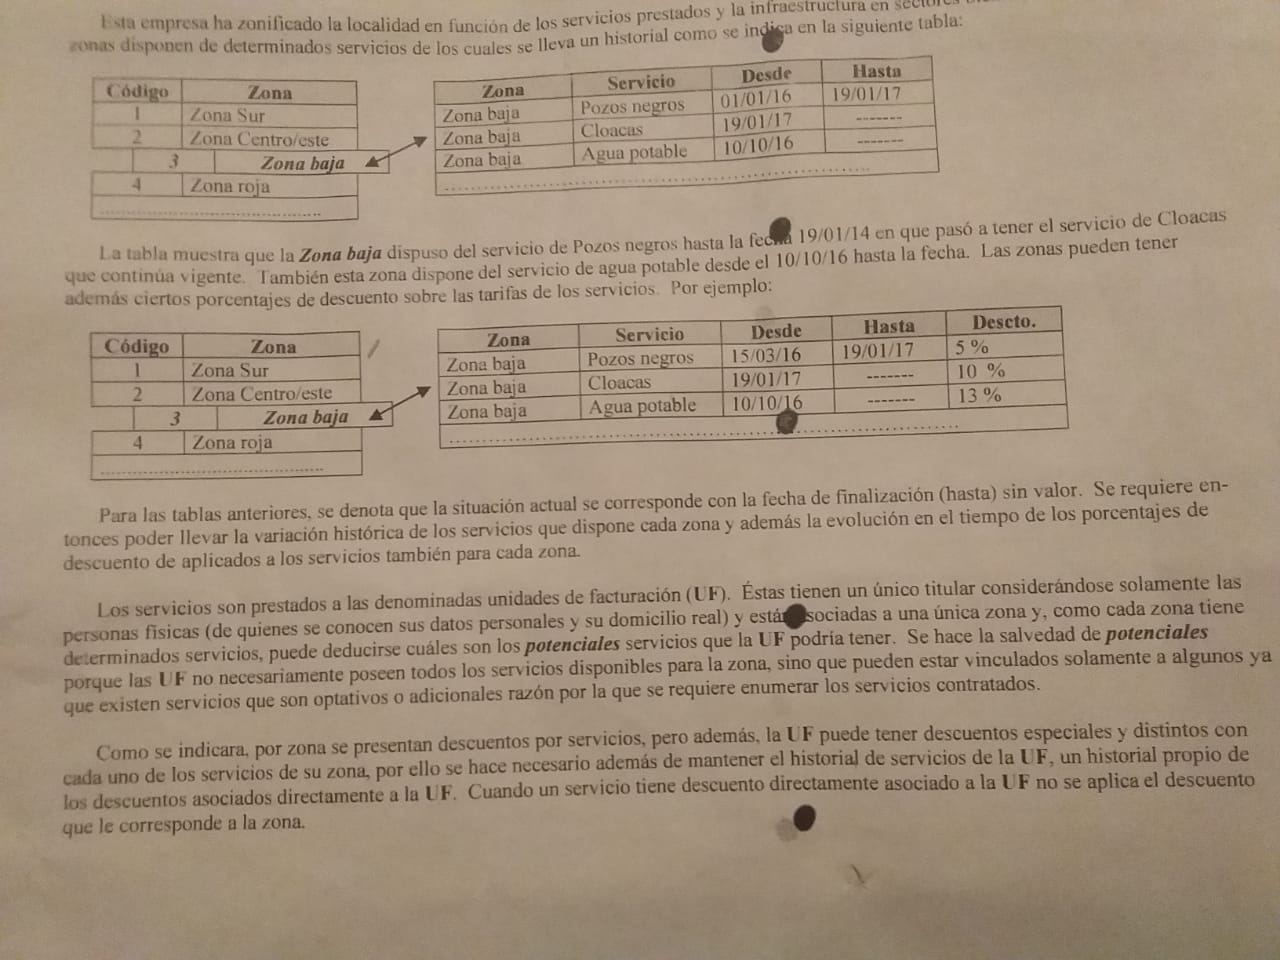 Esta empresa ha zonificado la localidad en función de los servicios prestados y la infraestructura en
zonas disponen de determinados servicios de los cuales se lleva un historial como se indica en la siguiente tabla:
Código Zona
1 Zona Sur
2 Zona Centro/este
3 Zona baja
4 Zona roja
Zona Servicio Desde Hasta
Zona baja Pozos negros 01/01/16 19/01/17
Zona baja Cloacas 19/01/17 -------
Zona baja Agua potable 10/10/16 -------
La tabla muestra que la Zona baja dispuso del servicio de Pozos negros hasta la fecha 19/01/14 en que pasó a tener el servicio de Cloacas
que continúa vigente. También esta zona dispone del servicio de agua potable desde el 10/10/16 hasta la fecha. Las zonas pueden tener
además ciertos porcentajes de descuento sobre las tarifas de los servicios. Por ejemplo:
Código Zona
1 Zona Sur
2 Zona Centro/este
3 Zona baja
4 Zona roja
Zona Servicio Desde Hasta Descto.
Zona baja Pozos negros 15/03/16 19/01/17 5 %
Zona baja Cloacas 19/01/17 ------- 10 %
Zona baja Agua potable 10/10/16 ------- 13 %
Para las tablas anteriores, se denota que la situación actual se corresponde con la fecha de finalización (hasta) sin valor. Se requiere en-
tonces poder llevar la variación histórica de los servicios que dispone cada zona y además la evolución en el tiempo de los porcentajes de
descuento de aplicados a los servicios también para cada zona.
Los servicios son prestados a las denominadas unidades de facturación (UF). Éstas tienen un único titular considerándose solamente las
personas físicas (de quienes se conocen sus datos personales y su domicilio real) y están asociadas a una única zona y, como cada zona tiene
determinados servicios, puede deducirse cuáles son los potenciales servicios que la UF podría tener. Se hace la salvedad de potenciales
porque las UF no necesariamente poseen todos los servicios disponibles para la zona, sino que pueden estar vinculados solamente a algunos ya
que existen servicios que son optativos o adicionales razón por la que se requiere enumerar los servicios contratados.
Como se indicara, por zona se presentan descuentos por servicios, pero además, la UF puede tener descuentos especiales y distintos con
cada uno de los servicios de su zona, por ello se hace necesario además de mantener el historial de servicios de la UF, un historial propio de
los descuentos asociados directamente a la UF. Cuando un servicio tiene descuento directamente asociado a la UF no se aplica el descuento
que le corresponde a la zona.